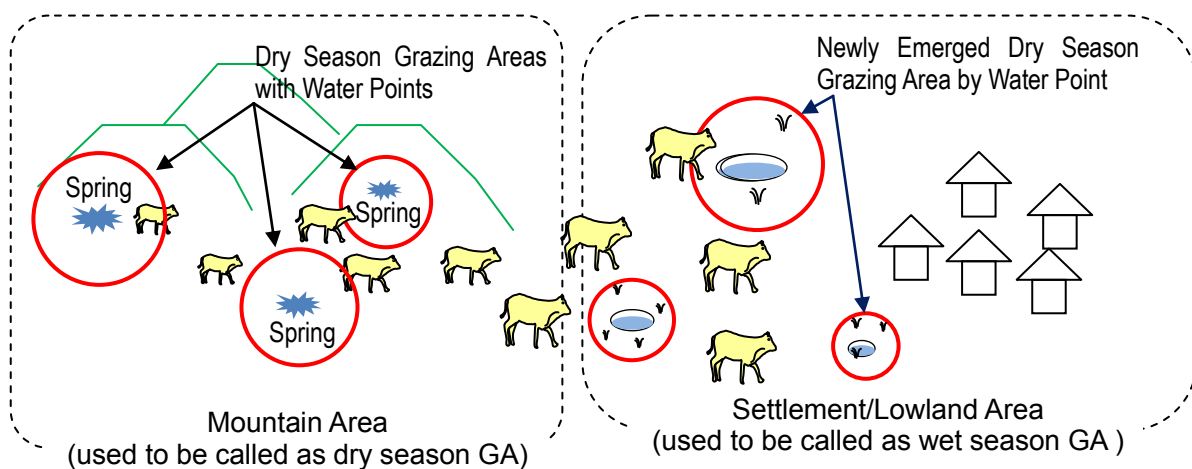 Dry Season Grazing Areas
with Water Points
Spring
Spring
Spring
Mountain Area
(used to be called as dry season GA)
Newly Emerged Dry Season
Grazing Area by Water Point
Settlement/Lowland Area
(used to be called as wet season GA )